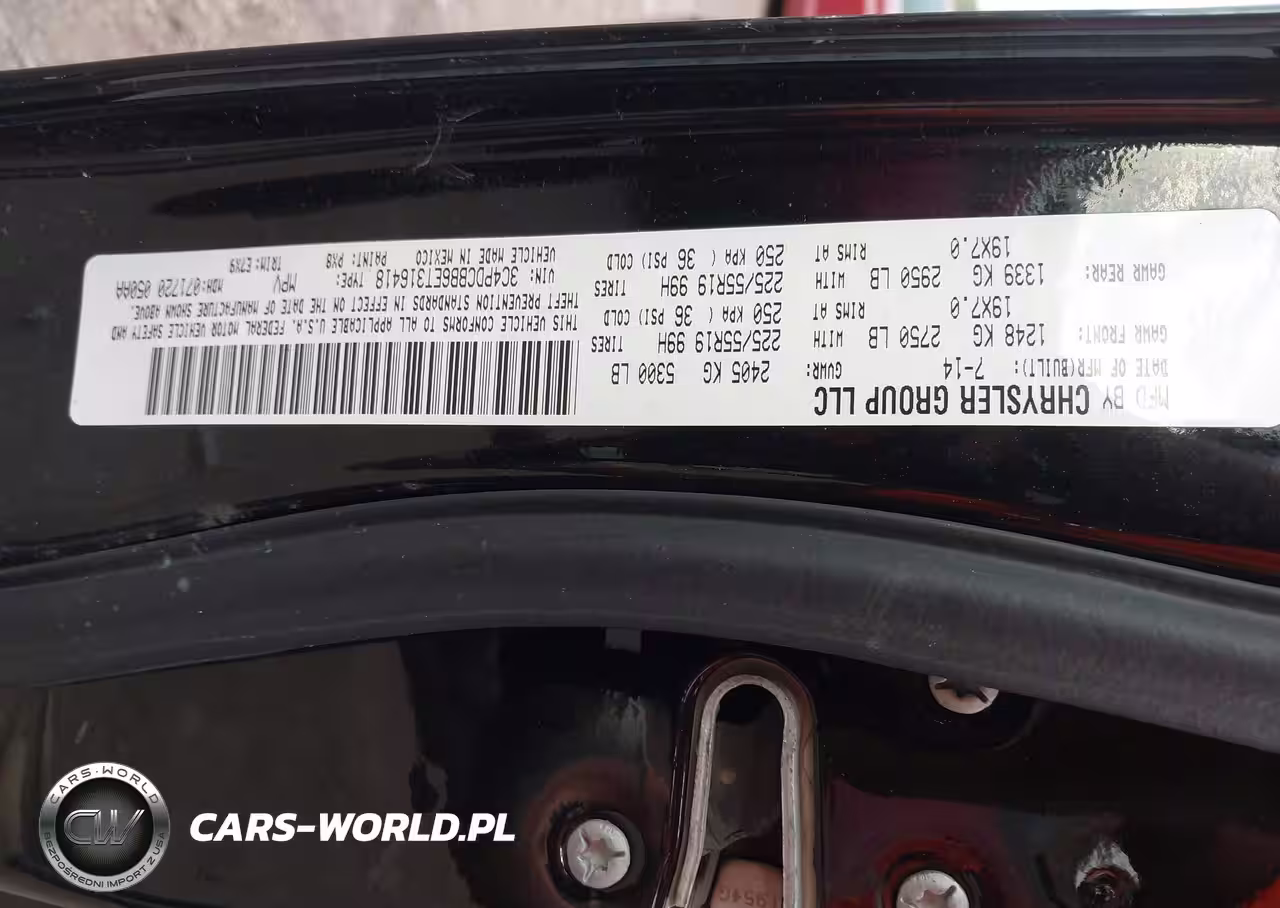 MFD BY CHRYSLER GROUP LLC
DATE OF MFR(BUILT): 7-14 GVWR: 2405 KG 5300 LB
GAWR FRONT: 1248 KG 2750 LB WITH 225/55R19 99H TIRES
19X7.0 RIMS AT 250 KPA ( 36 PSI) COLD
GAWR REAR: 1339 KG 2950 LB WITH 225/55R19 99H TIRES
19X7.0 RIMS AT 250 KPA ( 36 PSI) COLD
THIS VEHICLE CONFORMS TO ALL APPLICABLE U.S.A. FEDERAL MOTOR VEHICLE SAFETY AND
THEFT PREVENTION STANDARDS IN EFFECT ON THE DATE OF MANUFACTURE SHOWN ABOVE.
VIN: 3C4PDCBB6ET316418 TYPE: MPV MDH:071720 050AA
VEHICLE MADE IN MEXICO PAINT: PX8 TRIM:E7X9
CARS-WORLD
CW
BEZPOŚREDNI IMPORT Z USA
CARS-WORLD.PL